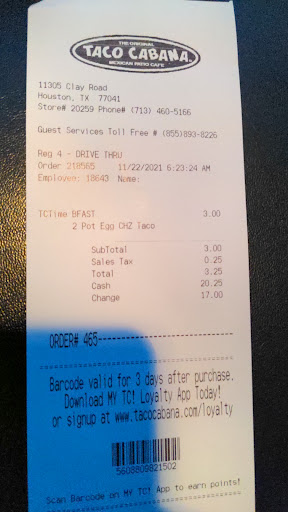 THE ORIGINAL
TACO CABANA.
MEXICAN PATIO CAFE
11305 Clay Road
Houston, TX 77041
Store# 20259 Phone# (713) 460-5166
Guest Services Toll Free # (855)893-8226
Reg 4 - DRIVE THRU
Order 218565 11/22/2021 6:23:24 AM
Employee: 18643 Name:
TCTime BFAST 3.00
2 Pot Egg CHZ Taco
SubTotal 3.00
Sales Tax 0.25
Total 3.25
Cash 20.25
Change 17.00
ORDER# 465
Barcode valid for 3 days after purchase.
Download MY TC! Loyalty App Today!
or signup at www.tacocabana.com/loyalty
5608809821502
Scan Barcode on MY TC! App to earn points!